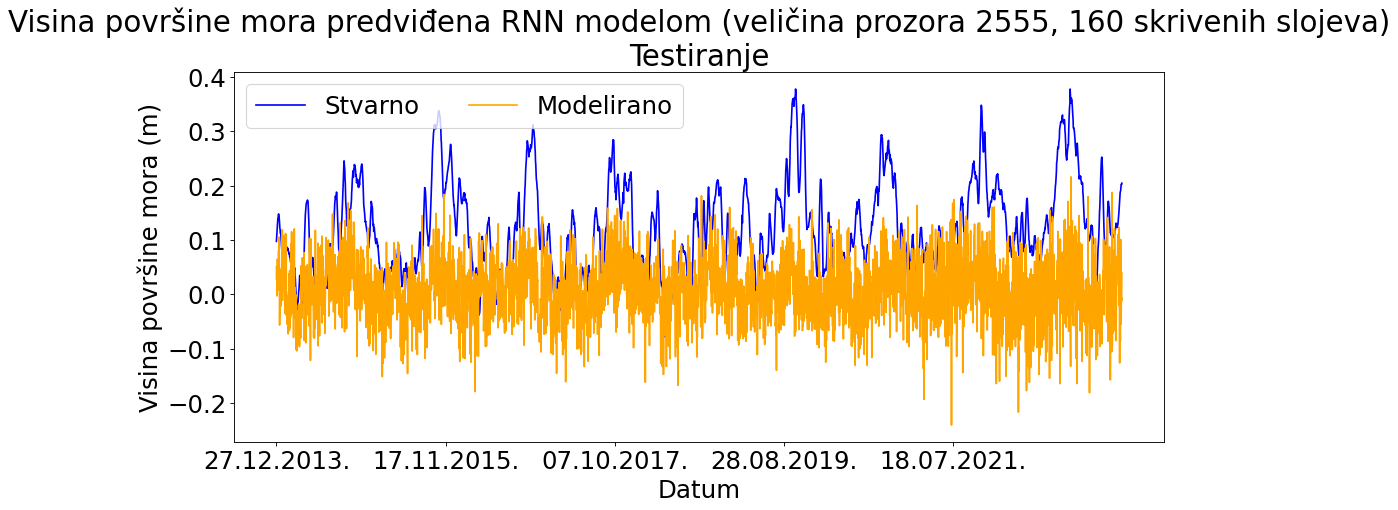 Visina površine mora predviđena RNN modelom (veličina prozora 2555, 160 skrivenih slojeva)
Testiranje
Stvarno Modelirano
Visina površine mora (m)
0.4
0.3
0.2
0.1
0.0
−0.1
−0.2
27.12.2013. 17.11.2015. 07.10.2017. 28.08.2019. 18.07.2021.
Datum